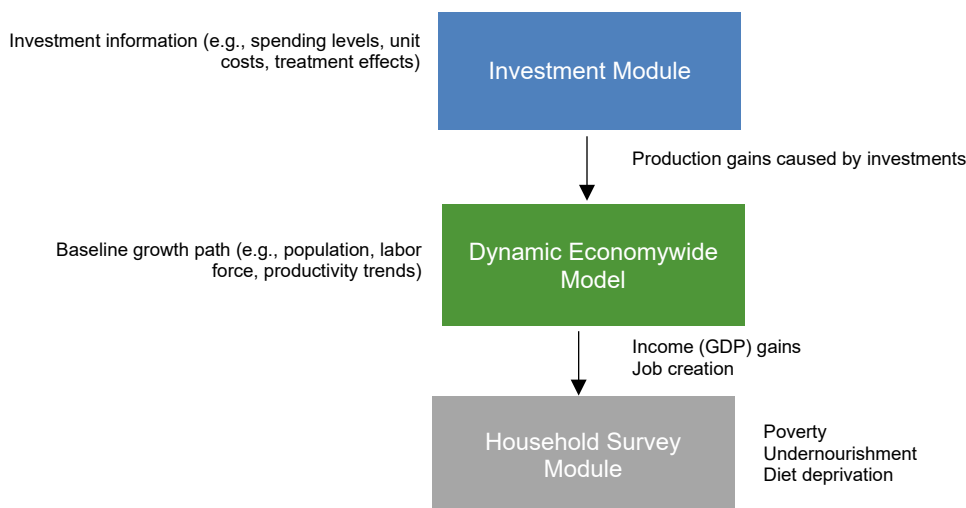 Investment information (e.g., spending levels, unit
costs, treatment effects)
Investment Module
Production gains caused by investments
Baseline growth path (e.g., population, labor
force, productivity trends)
Dynamic Economywide
Model
Income (GDP) gains
Job creation
Household Survey
Module
Poverty
Undernourishment
Diet deprivation